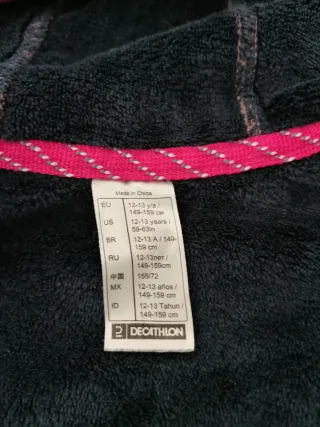 Made in China
EU 12-13 y/a / 149-159 см
US 12-13 years / 59-63in
BR 12-13 A / 149-159 cm
RU 12-13лет / 149-159cm
中国 155/72
MX 12-13 años / 149-159 cm
ID 12-13 Tahun / 149-159 cm
DECATHLON